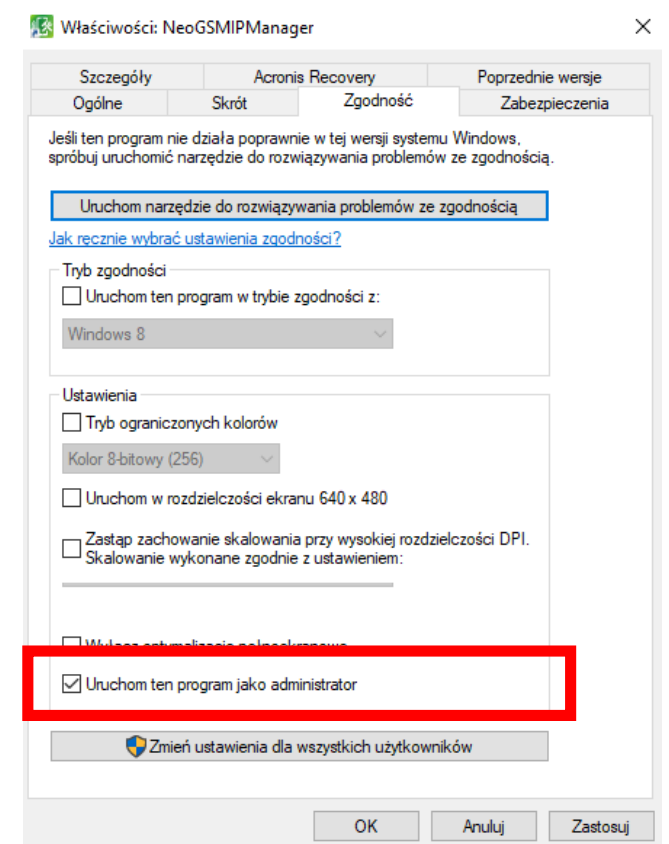 Właściwości: NeoGSMIPManager
Szczegóły Acronis Recovery Poprzednie wersje
Ogólne Skrót Zgodność Zabezpieczenia
Jeśli ten program nie działa poprawnie w tej wersji systemu Windows,
spróbuj uruchomić narzędzie do rozwiązywania problemów ze zgodnością.
Uruchom narzędzie do rozwiązywania problemów ze zgodnością
Jak ręcznie wybrać ustawienia zgodności?
Tryb zgodności
Uruchom ten program w trybie zgodności z:
Windows 8
Ustawienia
Tryb ograniczonych kolorów
Kolor 8-bitowy (256)
Uruchom w rozdzielczości ekranu 640 x 480
Zastąp zachowanie skalowania przy wysokiej rozdzielczości DPI.
Skalowanie wykonane zgodnie z ustawieniem:
Uruchom ten program jako administrator
Zmień ustawienia dla wszystkich użytkowników
OK Anuluj Zastosuj